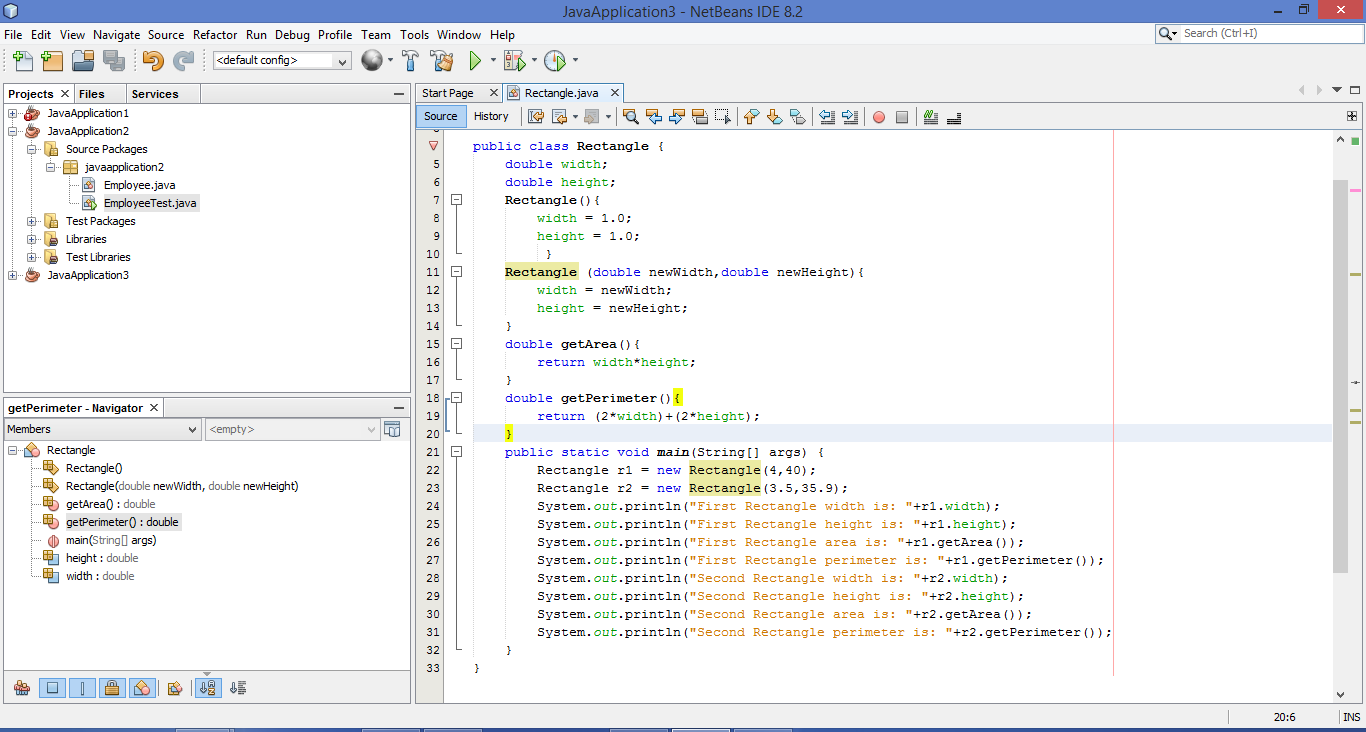 JavaApplication3 - NetBeans IDE 8.2
File Edit View Navigate Source Refactor Run Debug Profile Team Tools Window Help
Search (Ctrl+I)
<default config>
Projects Files Services
JavaApplication1
JavaApplication2
Source Packages
javaapplication2
Employee.java
EmployeeTest.java
Test Packages
Libraries
Test Libraries
JavaApplication3
getPerimeter - Navigator
Members <empty>
Rectangle
Rectangle()
Rectangle(double newWidth, double newHeight)
getArea() : double
getPerimeter() : double
main(String[] args)
height : double
width : double
Start Page Rectangle.java
Source History
public class Rectangle {
5 double width;
6 double height;
7 Rectangle(){
8 width = 1.0;
9 height = 1.0;
10 }
11 Rectangle (double newWidth,double newHeight){
12 width = newWidth;
13 height = newHeight;
14 }
15 double getArea(){
16 return width*height;
17 }
18 double getPerimeter(){
19 return (2*width)+(2*height);
20 }
21 public static void main(String[] args) {
22 Rectangle r1 = new Rectangle(4,40);
23 Rectangle r2 = new Rectangle(3.5,35.9);
24 System.out.println("First Rectangle width is: "+r1.width);
25 System.out.println("First Rectangle height is: "+r1.height);
26 System.out.println("First Rectangle area is: "+r1.getArea());
27 System.out.println("First Rectangle perimeter is: "+r1.getPerimeter());
28 System.out.println("Second Rectangle width is: "+r2.width);
29 System.out.println("Second Rectangle height is: "+r2.height);
30 System.out.println("Second Rectangle area is: "+r2.getArea());
31 System.out.println("Second Rectangle perimeter is: "+r2.getPerimeter());
32 }
33 }
20:6 INS